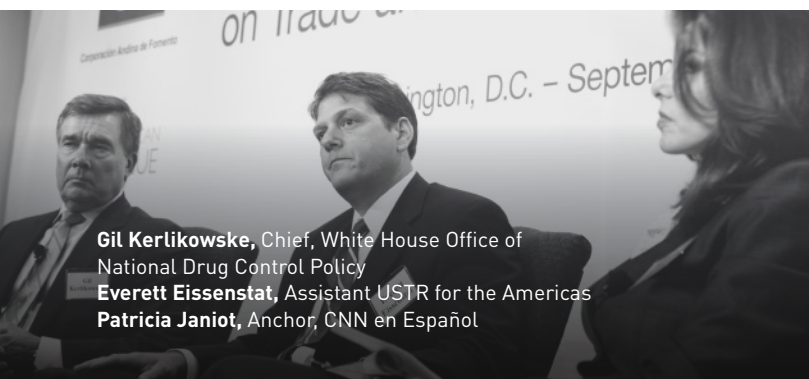 Corporación Andina de Fomento
on Trade
ington, D.C. – Septem
Gil Kerlikowske, Chief, White House Office of
National Drug Control Policy
Everett Eissenstat, Assistant USTR for the Americas
Patricia Janiot, Anchor, CNN en Español